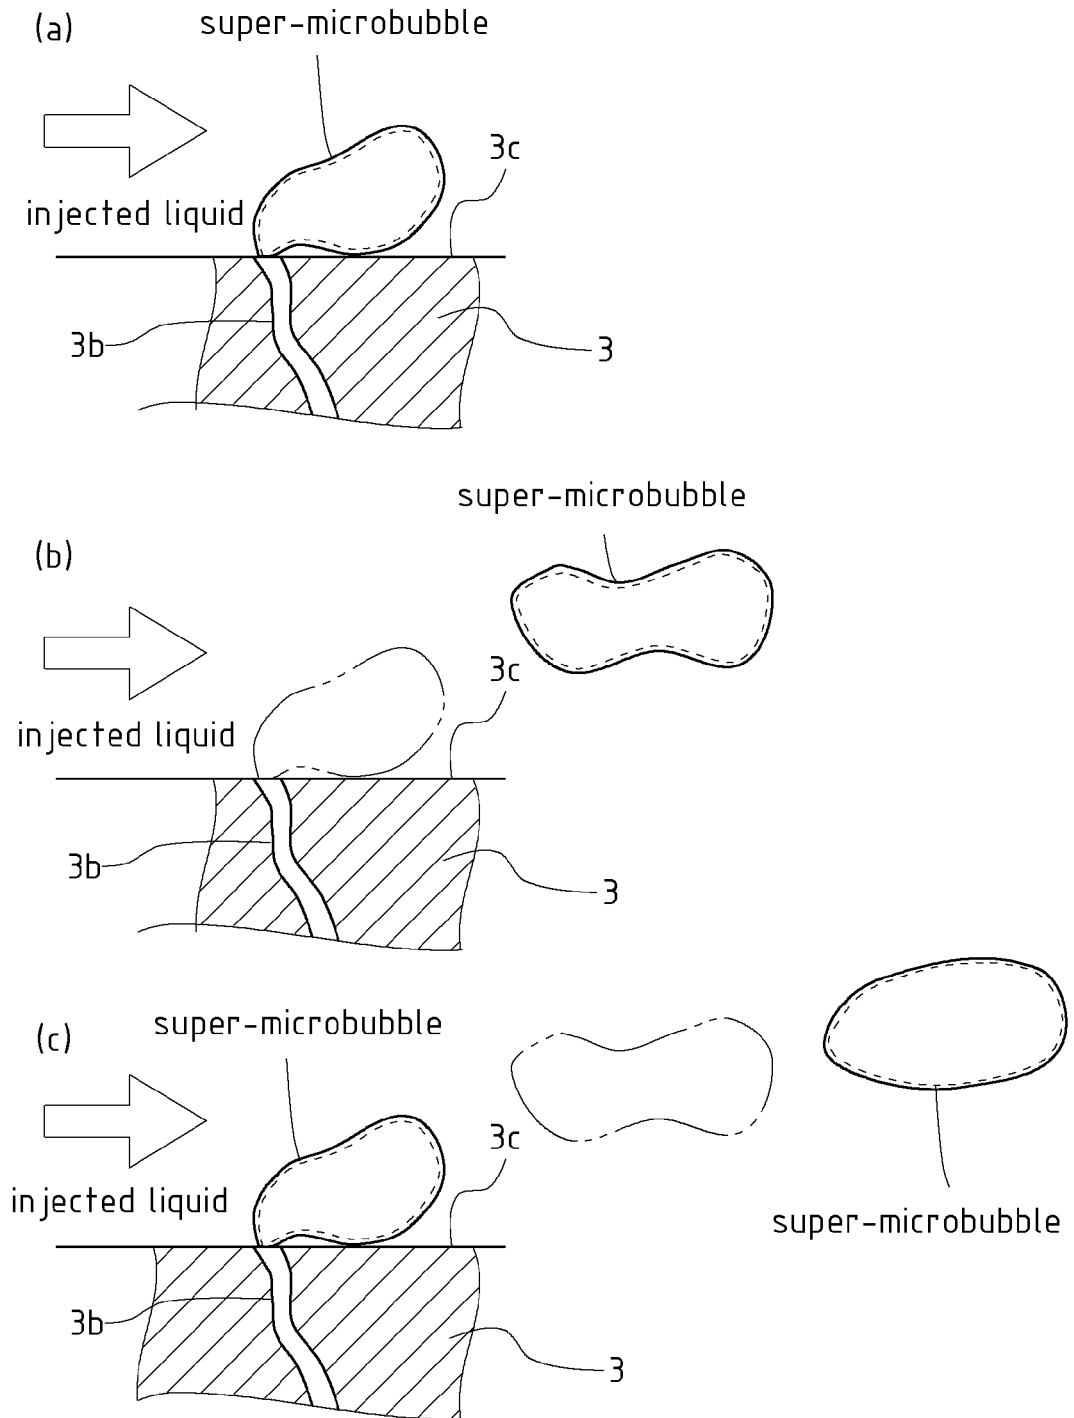 (a)
super-microbubble
3c
injected liquid
3b
3
super-microbubble
(b)
3c
injected liquid
3b
3
super-microbubble
(c)
3c
injected liquid
super-microbubble
3b
3